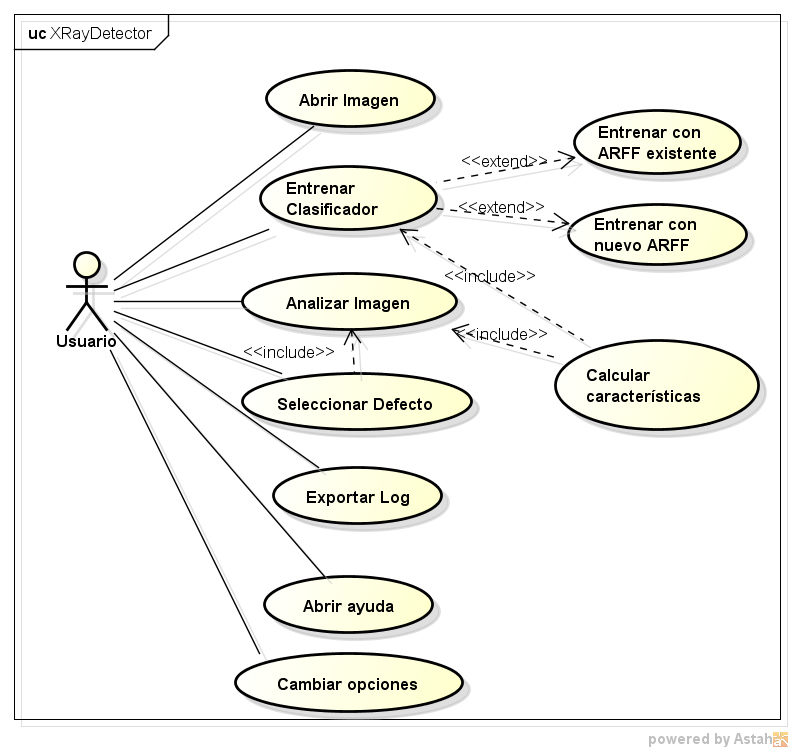 uc XRayDetector
Abrir Imagen
Entrenar con
ARFF existente
<<extend>>
Entrenar
Clasificador
<<extend>>
Entrenar con
nuevo ARFF
<<include>>
Analizar Imagen
<<include>>
Usuario
<<include>>
Calcular
características
Seleccionar Defecto
Exportar Log
Abrir ayuda
Cambiar opciones
powered by Astah